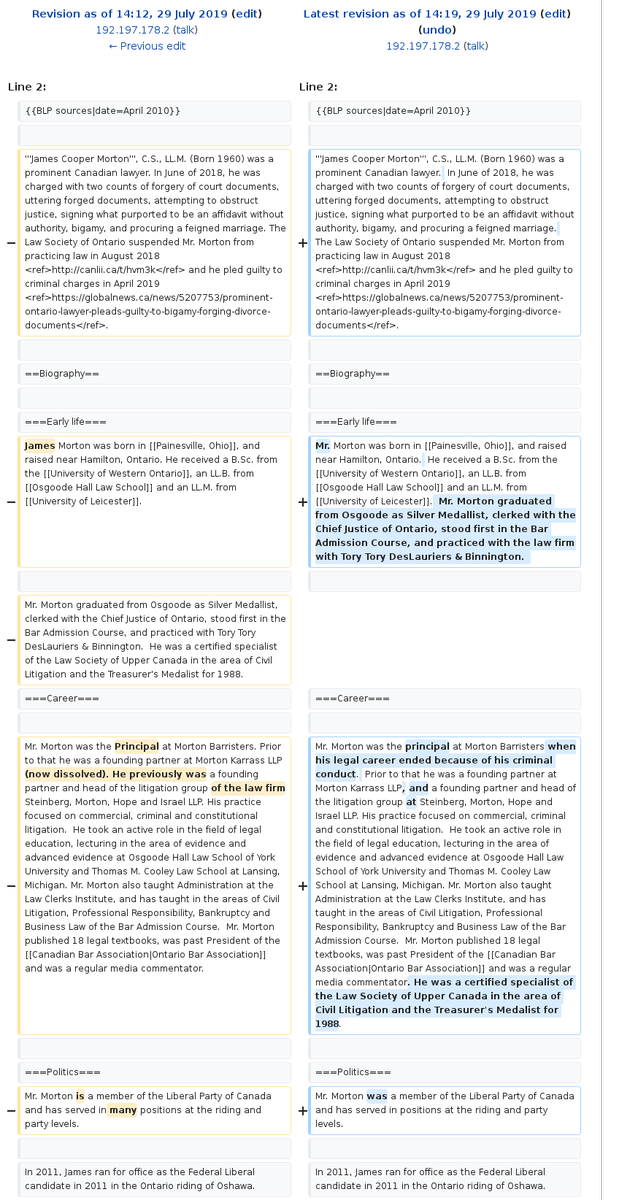 Revision as of 14:12, 29 July 2019 (edit)
192.197.178.2 (talk)
← Previous edit
Latest revision as of 14:19, 29 July 2019 (edit)
(undo)
192.197.178.2 (talk)
Line 2:
Line 2:
{{BLP sources|date=April 2010}}
{{BLP sources|date=April 2010}}
−
'''James Cooper Morton''', C.S., LL.M. (Born 1960) was a
prominent Canadian lawyer. In June of 2018, he was
charged with two counts of forgery of court documents,
uttering forged documents, attempting to obstruct
justice, signing what purported to be an affidavit without
authority, bigamy, and procuring a feigned marriage. The
Law Society of Ontario suspended Mr. Morton from
practicing law in August 2018
<ref>http://canlii.ca/t/hvm3k</ref> and he pled guilty to
criminal charges in April 2019
<ref>https://globalnews.ca/news/5207753/prominent-
ontario-lawyer-pleads-guilty-to-bigamy-forging-divorce-
documents</ref>.
+
'''James Cooper Morton''', C.S., LL.M. (Born 1960) was a
prominent Canadian lawyer.  In June of 2018, he was
charged with two counts of forgery of court documents,
uttering forged documents, attempting to obstruct
justice, signing what purported to be an affidavit without
authority, bigamy, and procuring a feigned marriage.
The Law Society of Ontario suspended Mr. Morton from
practicing law in August 2018
<ref>http://canlii.ca/t/hvm3k</ref> and he pled guilty to
criminal charges in April 2019
<ref>https://globalnews.ca/news/5207753/prominent-
ontario-lawyer-pleads-guilty-to-bigamy-forging-divorce-
documents</ref>.
==Biography==
==Biography==
===Early life===
===Early life===
−
James Morton was born in [[Painesville, Ohio]], and
raised near Hamilton, Ontario. He received a B.Sc. from
the [[University of Western Ontario]], an LL.B. from
[[Osgoode Hall Law School]] and an LL.M. from
[[University of Leicester]].
+
Mr. Morton was born in [[Painesville, Ohio]], and raised
near Hamilton, Ontario.  He received a B.Sc. from the
[[University of Western Ontario]], an LL.B. from
[[Osgoode Hall Law School]] and an LL.M. from
[[University of Leicester]].  Mr. Morton graduated
from Osgoode as Silver Medallist, clerked with the
Chief Justice of Ontario, stood first in the Bar
Admission Course, and practiced with the law firm
with Tory Tory DesLauriers & Binnington.
−
Mr. Morton graduated from Osgoode as Silver Medallist,
clerked with the Chief Justice of Ontario, stood first in the
Bar Admission Course, and practiced with Tory Tory
DesLauriers & Binnington.  He was a certified specialist
of the Law Society of Upper Canada in the area of Civil
Litigation and the Treasurer's Medalist for 1988.
===Career===
===Career===
−
Mr. Morton was the Principal at Morton Barristers. Prior
to that he was a founding partner at Morton Karrass LLP
(now dissolved). He previously was a founding
partner and head of the litigation group of the law firm
Steinberg, Morton, Hope and Israel LLP. His practice
focused on commercial, criminal and constitutional
litigation.  He took an active role in the field of legal
education, lecturing in the area of evidence and
advanced evidence at Osgoode Hall Law School of York
University and Thomas M. Cooley Law School at Lansing,
Michigan. Mr. Morton also taught Administration at the
Law Clerks Institute, and has taught in the areas of Civil
Litigation, Professional Responsibility, Bankruptcy and
Business Law of the Bar Admission Course.  Mr. Morton
published 18 legal textbooks, was past President of the
[[Canadian Bar Association|Ontario Bar Association]]
and was a regular media commentator.
+
Mr. Morton was the principal at Morton Barristers when
his legal career ended because of his criminal
conduct.  Prior to that he was a founding partner at
Morton Karrass LLP, and a founding partner and head of
the litigation group at Steinberg, Morton, Hope and
Israel LLP. His practice focused on commercial, criminal
and constitutional litigation.  He took an active role in
the field of legal education, lecturing in the area of
evidence and advanced evidence at Osgoode Hall Law
School of York University and Thomas M. Cooley Law
School at Lansing, Michigan. Mr. Morton also taught
Administration at the Law Clerks Institute, and has
taught in the areas of Civil Litigation, Professional
Responsibility, Bankruptcy and Business Law of the Bar
Admission Course.  Mr. Morton published 18 legal
textbooks, was past President of the [[Canadian Bar
Association|Ontario Bar Association]] and was a regular
media commentator. He was a certified specialist of
the Law Society of Upper Canada in the area of
Civil Litigation and the Treasurer's Medalist for
1988.
===Politics===
===Politics===
−
Mr. Morton is a member of the Liberal Party of Canada
and has served in many positions at the riding and
party levels.
+
Mr. Morton was a member of the Liberal Party of Canada
and has served in positions at the riding and party
levels.
In 2011, James ran for office as the Federal Liberal
candidate in 2011 in the Ontario riding of Oshawa.
In 2011, James ran for office as the Federal Liberal
candidate in 2011 in the Ontario riding of Oshawa.